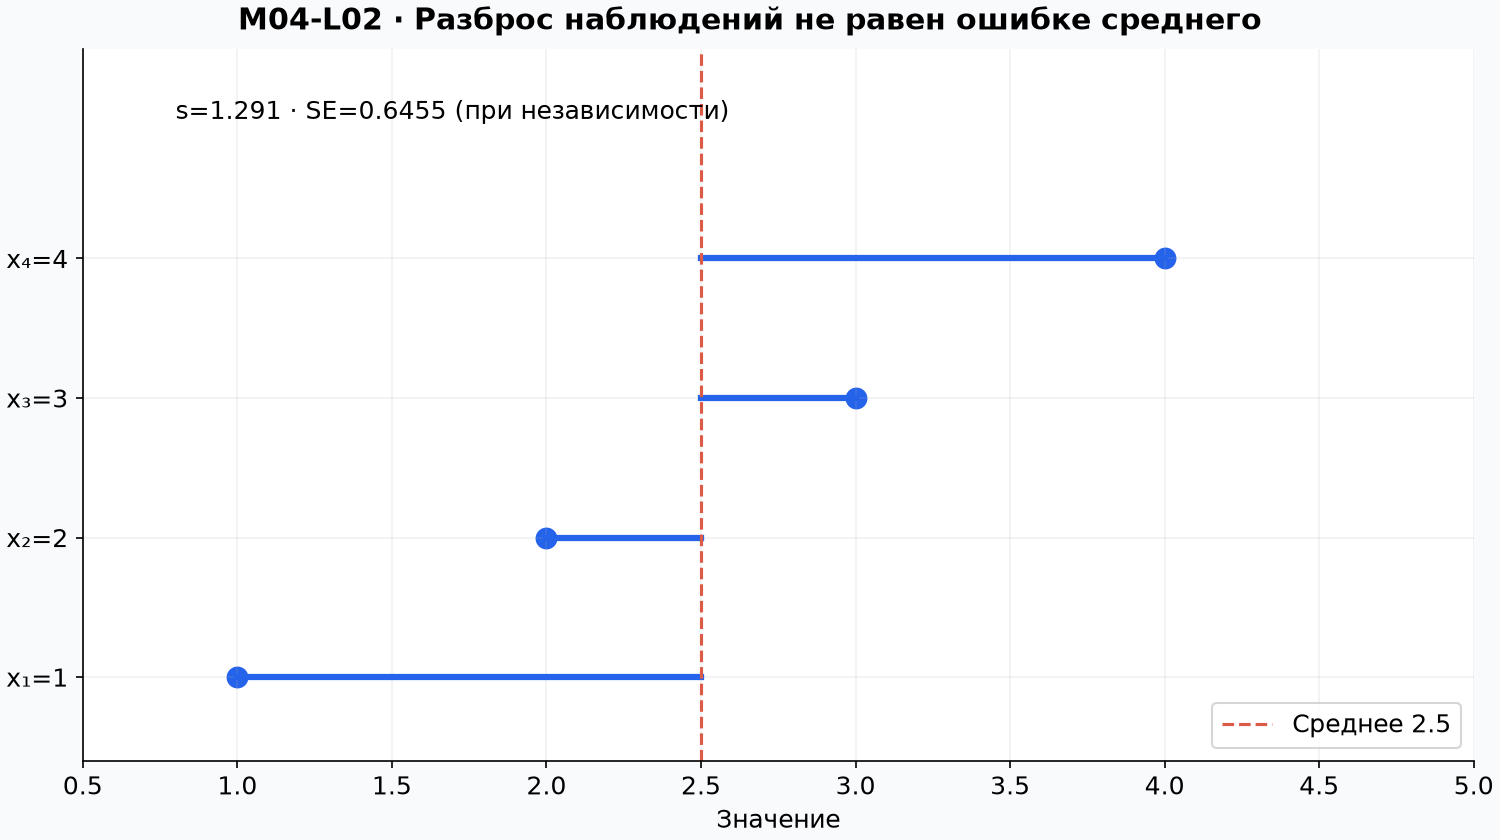 M04-L02 · Разброс наблюдений не равен ошибке среднего
s=1.291 · SE=0.6455 (при независимости)
x₄=4
x₃=3
x₂=2
x₁=1
Среднее 2.5
0.5 1.0 1.5 2.0 2.5 3.0 3.5 4.0 4.5 5.0
Значение